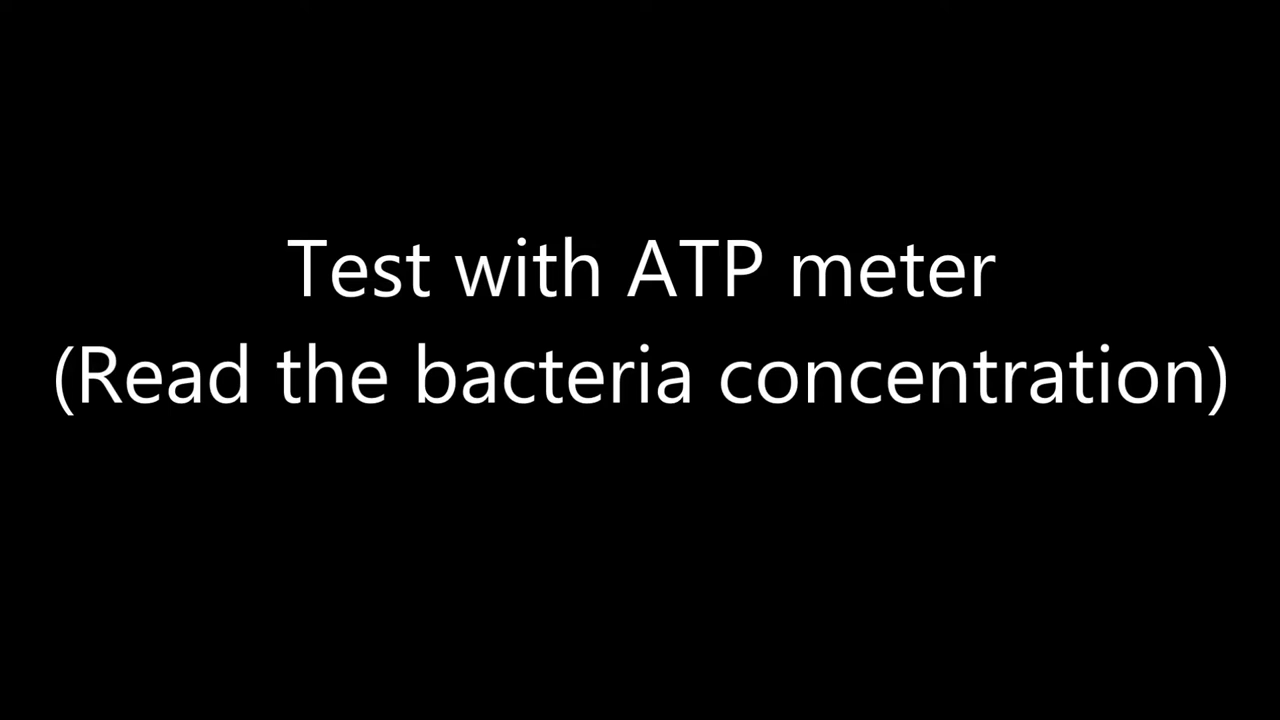 Test with ATP meter
(Read the bacteria concentration)